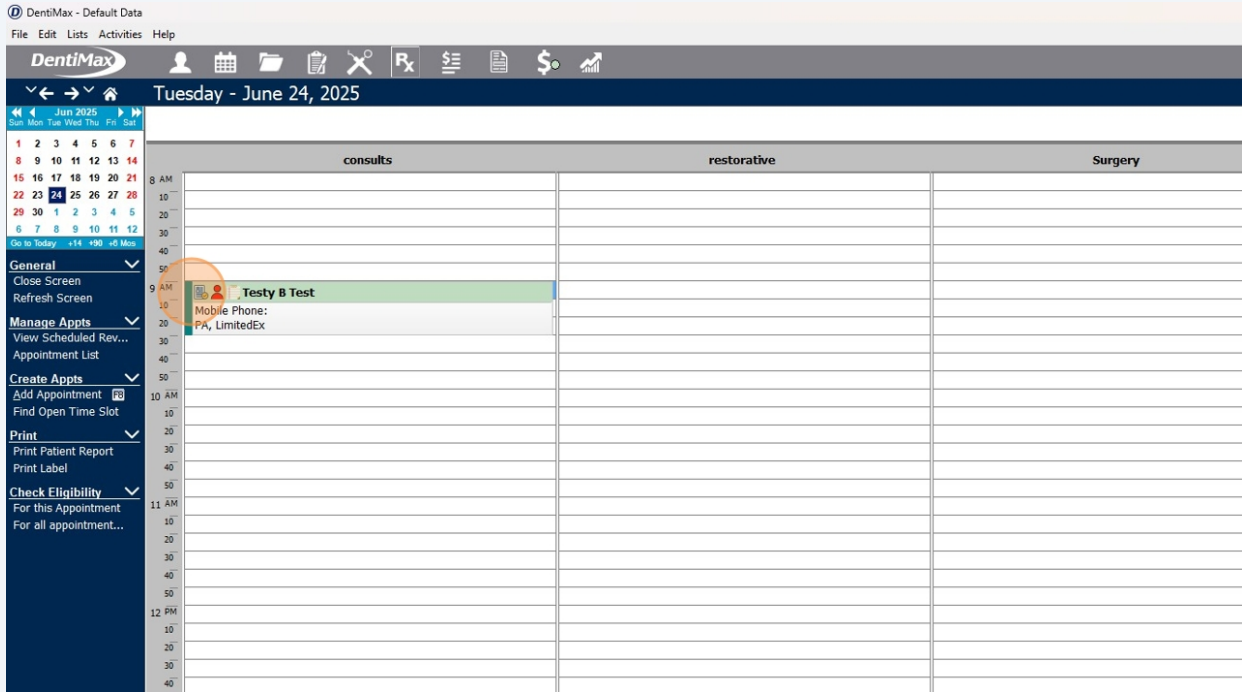 DentiMax - Default Data
File Edit Lists Activities Help
DentiMax
Rx
Tuesday - June 24, 2025
Jun 2025
Sun Mon Tue Wed Thu Fri Sat
1 2 3 4 5 6 7
8 9 10 11 12 13 14
15 16 17 18 19 20 21
22 23 24 25 26 27 28
29 30 1 2 3 4 5
6 7 8 9 10 11 12
Go to Today +14 +90 +6 Mos
General
Close Screen
Refresh Screen
Manage Appts
View Scheduled Rev...
Appointment List
Create Appts
Add Appointment F8
Find Open Time Slot
Print
Print Patient Report
Print Label
Check Eligibility
For this Appointment
For all appointment...
consults restorative Surgery
8 AM
10
20
30
40
50
9 AM Testy B Test
10 Mobile Phone:
20 PA, LimitedEx
30
40
50
10 AM
10
20
30
40
50
11 AM
10
20
30
40
50
12 PM
10
20
30
40